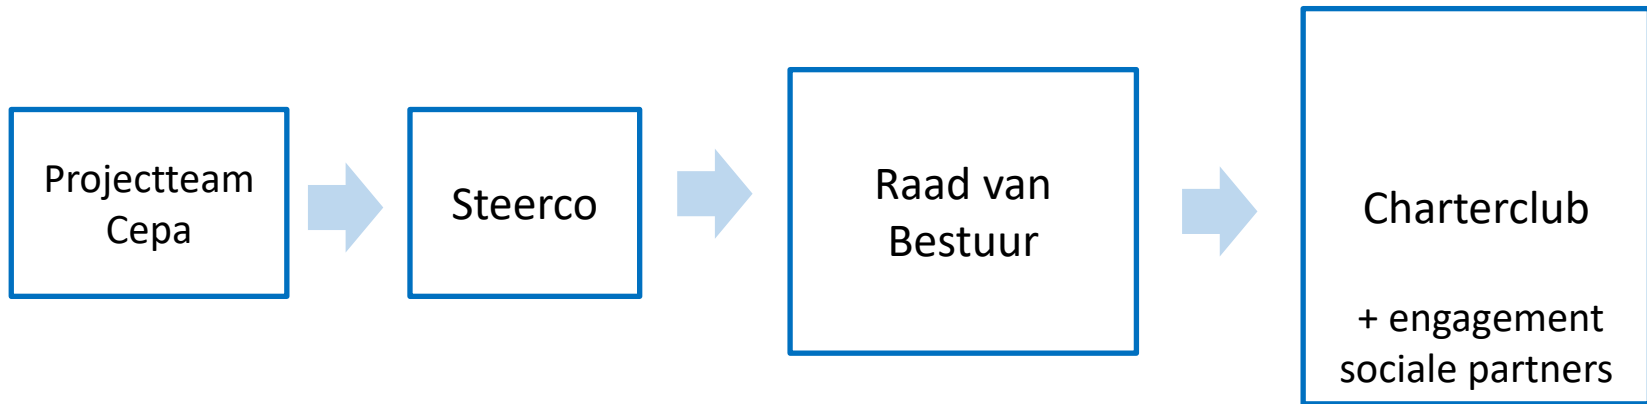 Projectteam
Cepa
Steerco
Raad van
Bestuur
Charterclub
+ engagement
sociale partners